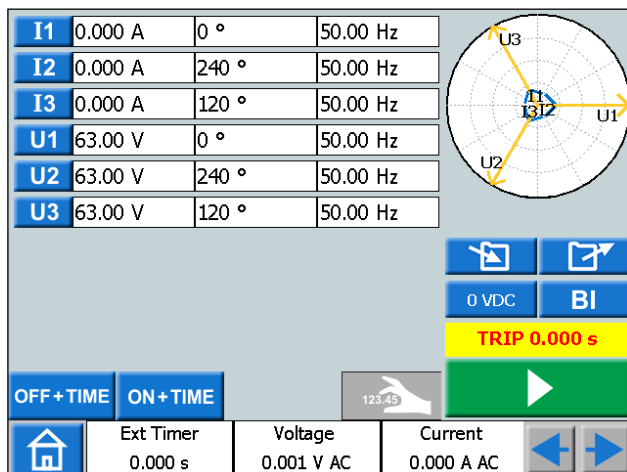 I1 0.000 A 0 ° 50.00 Hz
I2 0.000 A 240 ° 50.00 Hz
I3 0.000 A 120 ° 50.00 Hz
U1 63.00 V 0 ° 50.00 Hz
U2 63.00 V 240 ° 50.00 Hz
U3 63.00 V 120 ° 50.00 Hz
U3
I1
I3 I2
U1
U2
0 VDC BI
TRIP 0.000 s
OFF+TIME ON+TIME 123.45
Ext Timer Voltage Current
0.000 s 0.001 V AC 0.000 A AC